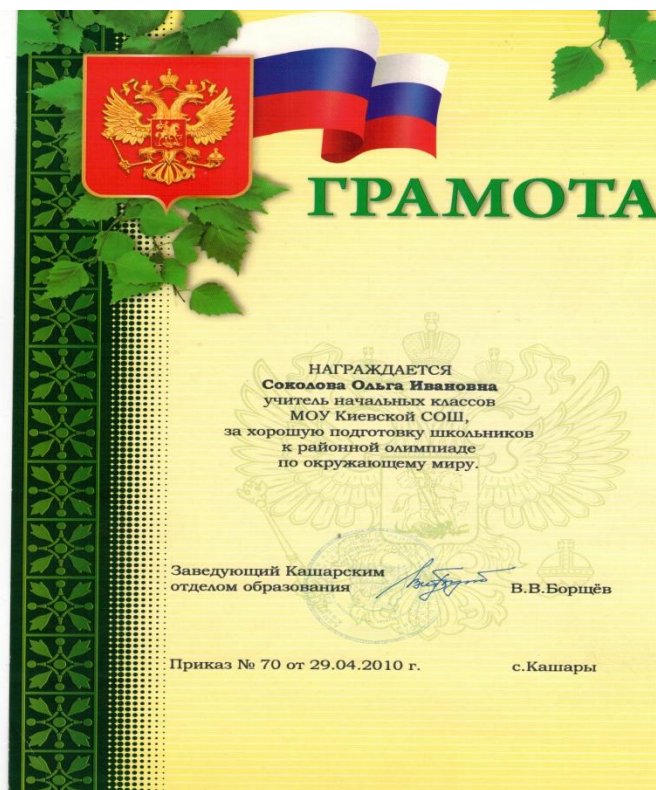 ГРАМОТА
НАГРАЖДАЕТСЯ
Соколова Ольга Ивановна
учитель начальных классов
МОУ Киевской СОШ,
за хорошую подготовку школьников
к районной олимпиаде
по окружающему миру.
Заведующий Кашарским
отделом образования В.В.Борщёв
Приказ № 70 от 29.04.2010 г. с.Кашары